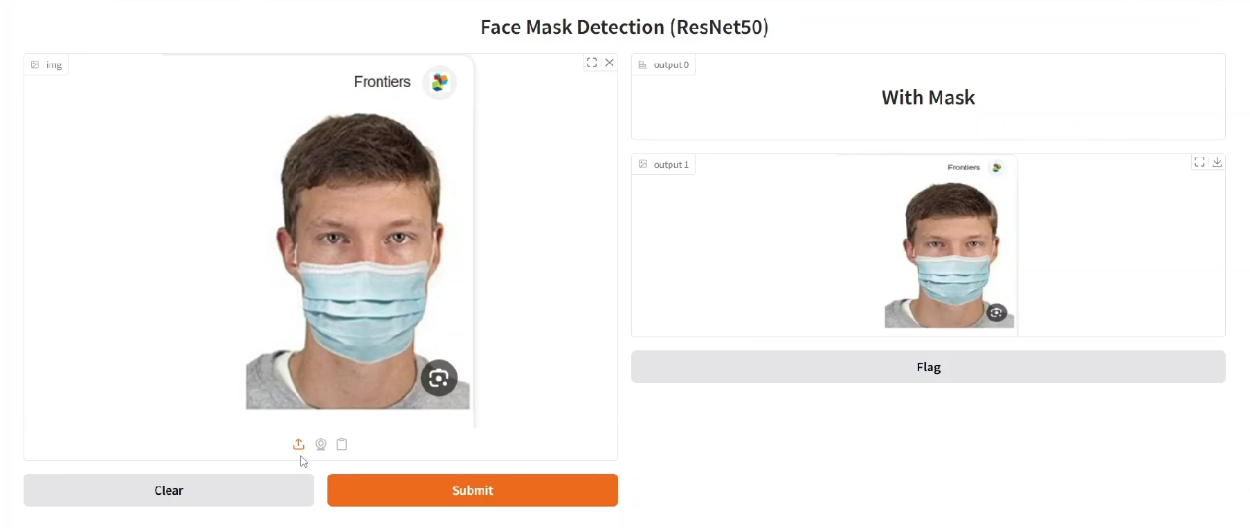 Face Mask Detection (ResNet50)
img
Frontiers
Clear
Submit
output 0
With Mask
output 1
Frontiers
Flag